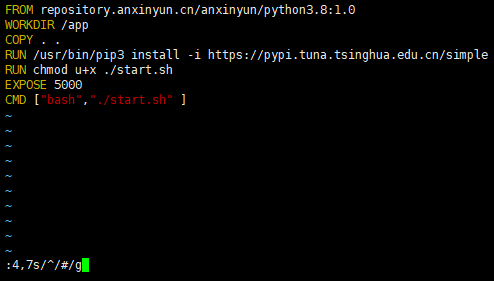 FROM repository.anxinyun.cn/anxinyun/python3.8:1.0
WORKDIR /app
COPY . .
RUN /usr/bin/pip3 install -i https://pypi.tuna.tsinghua.edu.cn/simple
RUN chmod u+x ./start.sh
EXPOSE 5000
CMD ["bash","./start.sh" ]
~
~
~
~
~
~
~
~
~
~
:4,7s/^/#/g